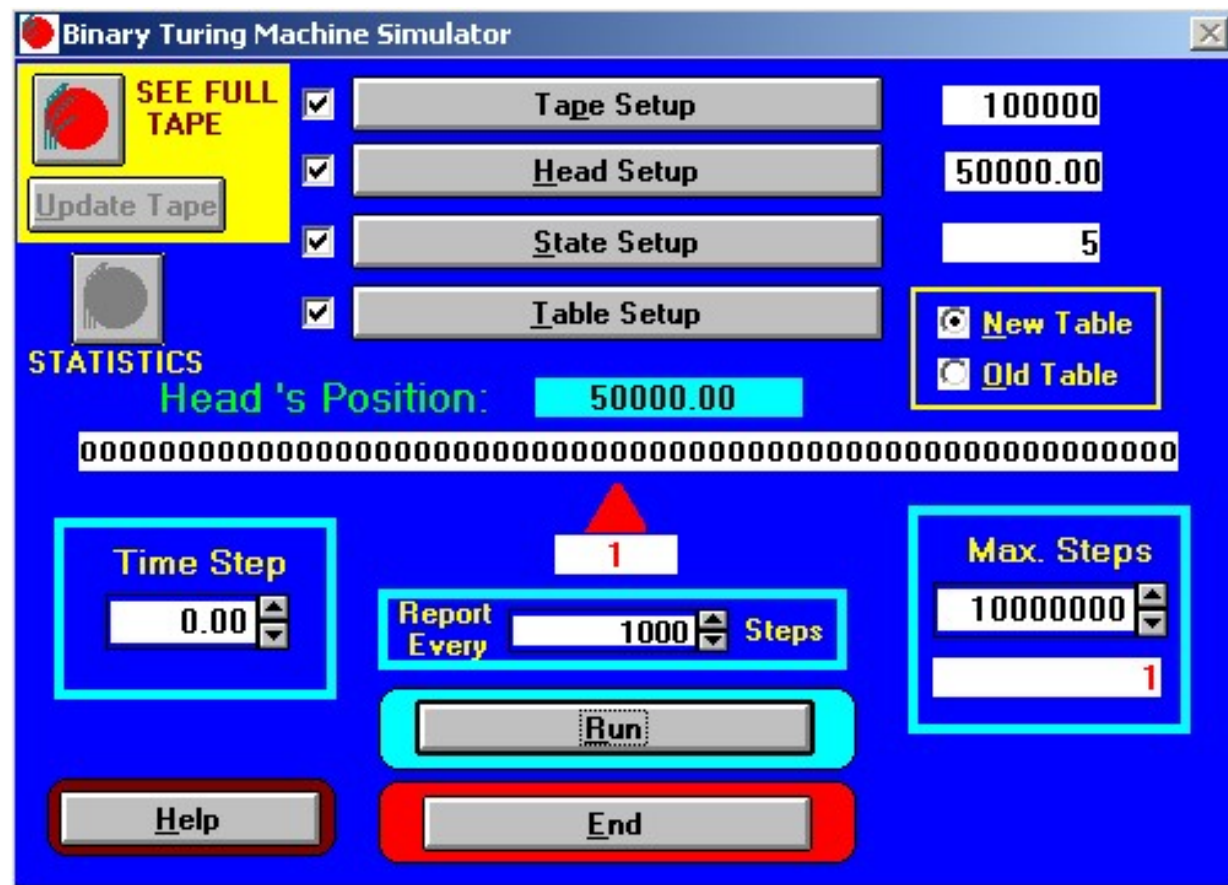 Binary Turing Machine Simulator
SEE FULL
TAPE
Update Tape
STATISTICS
Tape Setup
100000
Head Setup
50000.00
State Setup
5
Table Setup
New Table
Old Table
Head 's Position:
50000.00
00000000000000000000000000000000000000000000000000000000
1
Time Step
0.00
Report
Every
1000
Steps
Max. Steps
10000000
1
Run
Help
End